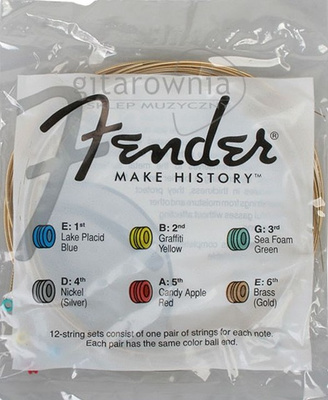 gitarownia
SKLEP MUZYCZNY
Fender®
MAKE HISTORY™
E: 1st
Lake Placid
Blue
B: 2nd
Graffiti
Yellow
G: 3rd
Sea Foam
Green
D: 4th
Nickel
(Silver)
A: 5th
Candy Apple
Red
E: 6th
Brass
(Gold)
12-string sets consist of one pair of strings for each note.
Each pair has the same color ball end.